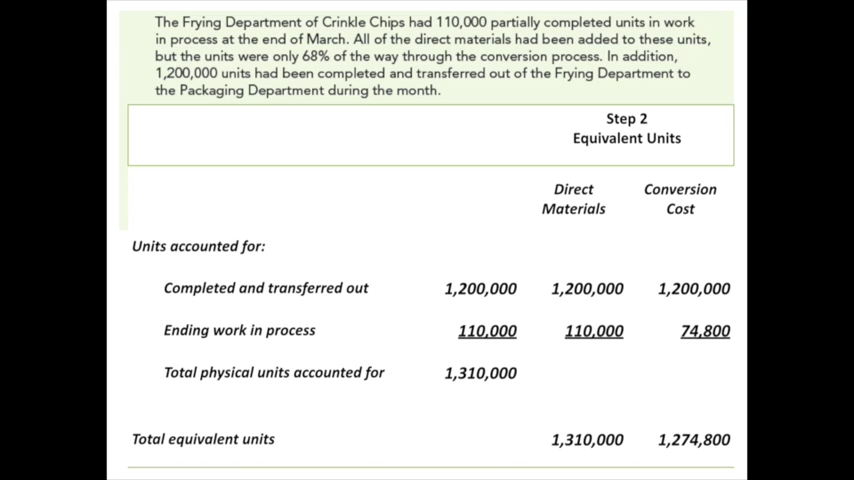 The Frying Department of Crinkle Chips had 110,000 partially completed units in work
in process at the end of March. All of the direct materials had been added to these units,
but the units were only 68% of the way through the conversion process. In addition,
1,200,000 units had been completed and transferred out of the Frying Department to
the Packaging Department during the month.
Step 2
Equivalent Units
Direct Conversion
Materials Cost
Units accounted for:
Completed and transferred out 1,200,000 1,200,000 1,200,000
Ending work in process 110,000 110,000 74,800
Total physical units accounted for 1,310,000
Total equivalent units 1,310,000 1,274,800